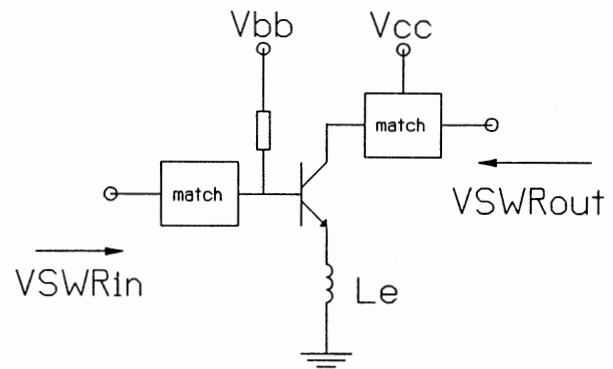 Vbb
Vcc
match
match
VSWRout
VSWRin
Le